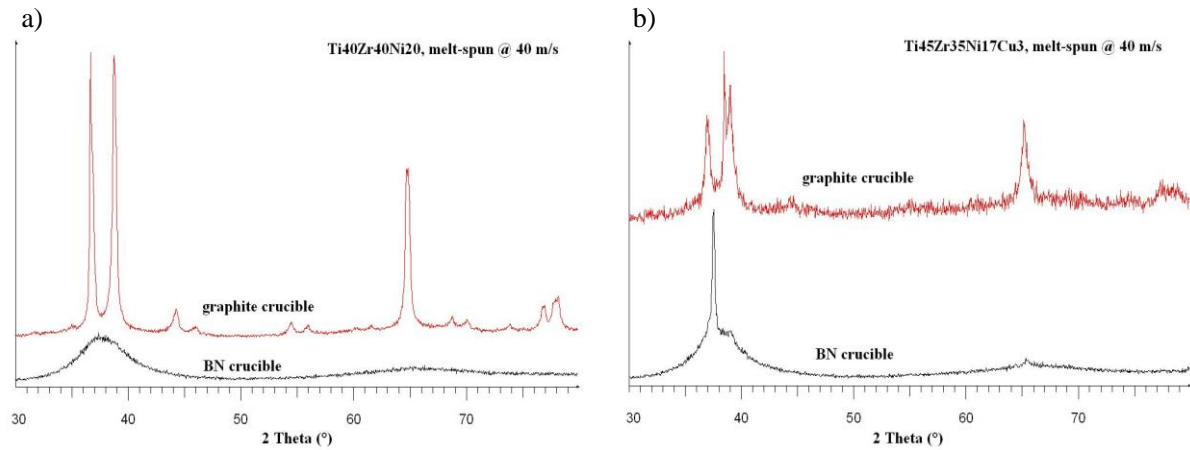 a)
Ti40Zr40Ni20, melt-spun @ 40 m/s
graphite crucible
BN crucible
30 40 50 60 70
2 Theta (°)
b)
Ti45Zr35Ni17Cu3, melt-spun @ 40 m/s
graphite crucible
BN crucible
30 40 50 60 70
2 Theta (°)